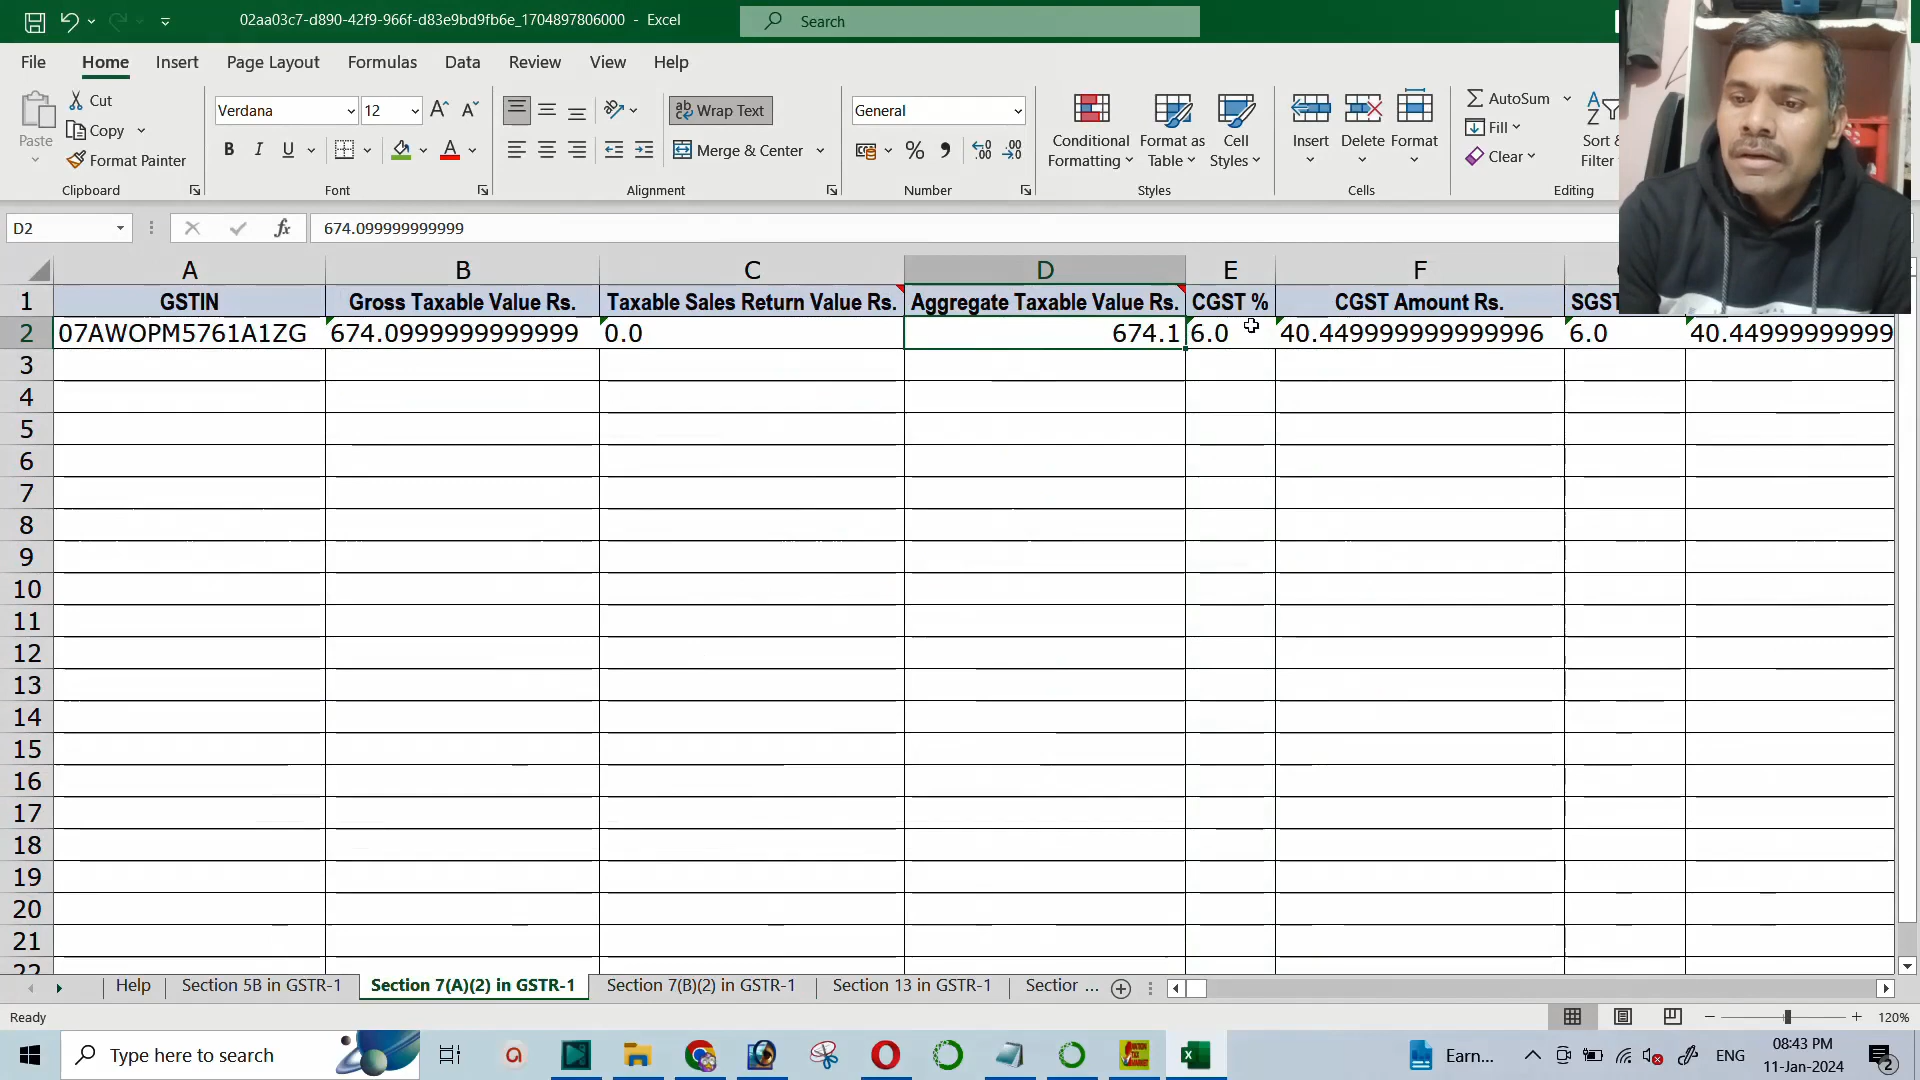 02aa03c7-d890-42f9-966f-d83e9bd9fb6e_1704897806000 - Excel
Search
File Home Insert Page Layout Formulas Data Review View Help
Paste
Cut
Copy
Format Painter
Clipboard
Verdana 12
B I U
Font
Wrap Text
Merge & Center
Alignment
General
Number
Conditional Formatting
Format as Table
Cell Styles
Styles
Insert Delete Format
Cells
AutoSum
Fill
Clear
Sort &
Filter
Editing
D2
fx
674.099999999999
A B C D E F
1 GSTIN Gross Taxable Value Rs. Taxable Sales Return Value Rs. Aggregate Taxable Value Rs. CGST % CGST Amount Rs. SGST
2 07AWOPM5761A1ZG 674.0999999999999 0.0 674.1 6.0 40.449999999999996 6.0 40.44999999999
3
4
5
6
7
8
9
10
11
12
13
14
15
16
17
18
19
20
21
22
Help Section 5B in GSTR-1 Section 7(A)(2) in GSTR-1 Section 7(B)(2) in GSTR-1 Section 13 in GSTR-1 Sectior ...
Ready
120%
Type here to search
Earn...
ENG
08:43 PM
11-Jan-2024
2